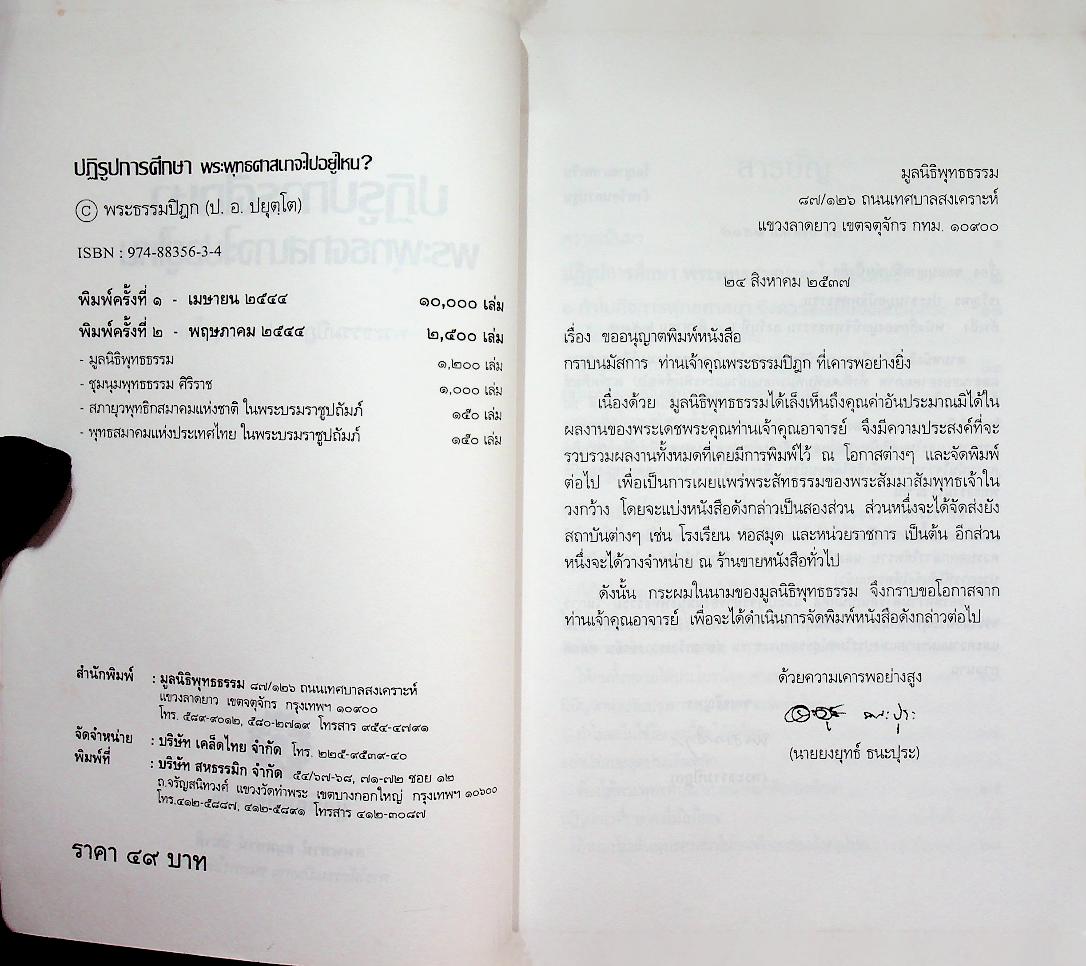 ปฏิรูปการศึกษา พระพุทธศาสนาจะไปอยู่ไหน?
© พระธรรมปิฎก (ป. อ. ปยุตฺโต)
ISBN : 974-88356-3-4
พิมพ์ครั้งที่ ๑ - เมษายน ๒๕๔๔ ๑๐,๐๐๐ เล่ม
พิมพ์ครั้งที่ ๒ - พฤษภาคม ๒๕๔๔ ๒,๕๐๐ เล่ม
- มูลนิธิพุทธธรรม ๑,๒๐๐ เล่ม
- ชุมนุมพุทธธรรม ศิริราช ๑,๐๐๐ เล่ม
- สภายุวพุทธิกสมาคมแห่งชาติ ในพระบรมราชูปถัมภ์ ๑๕๐ เล่ม
- พุทธสมาคมแห่งประเทศไทย ในพระบรมราชูปถัมภ์ ๑๕๐ เล่ม
สำนักพิมพ์ : มูลนิธิพุทธธรรม ๘๗/๑๒๖ ถนนเทศบาลสงเคราะห์
แขวงลาดยาว เขตจตุจักร กรุงเทพฯ ๑๐๙๐๐
โทร. ๕๘๙-๙๐๑๒, ๕๘๐-๒๗๑๙ โทรสาร ๙๕๔-๔๗๙๑
จัดจำหน่าย : บริษัท เคล็ดไทย จำกัด โทร. ๒๒๕-๙๕๓๙-๔๐
พิมพ์ที่ : บริษัท สหธรรมิก จำกัด ๕๔/๖๗-๖๘, ๗๑-๗๒ ซอย ๑๒
ถ.จรัญสนิทวงศ์ แขวงวัดท่าพระ เขตบางกอกใหญ่ กรุงเทพฯ ๑๐๖๐๐
โทร.๔๑๒-๕๘๘๗, ๔๑๒-๕๘๙๑ โทรสาร ๔๑๒-๓๐๘๗
ราคา ๔๙ บาท
มูลนิธิพุทธธรรม
๘๗/๑๒๖ ถนนเทศบาลสงเคราะห์
แขวงลาดยาว เขตจตุจักร กทม. ๑๐๙๐๐
๒๔ สิงหาคม ๒๕๓๗
เรื่อง ขออนุญาตพิมพ์หนังสือ
กราบนมัสการ ท่านเจ้าคุณพระธรรมปิฎก ที่เคารพอย่างยิ่ง
เนื่องด้วย มูลนิธิพุทธธรรมได้เล็งเห็นถึงคุณค่าอันประมาณมิได้ใน
ผลงานของพระเดชพระคุณท่านเจ้าคุณอาจารย์ จึงมีความประสงค์ที่จะ
รวบรวมผลงานทั้งหมดที่เคยมีการพิมพ์ไว้ ณ โอกาสต่างๆ และจัดพิมพ์
ต่อไป เพื่อเป็นการเผยแพร่พระสัทธรรมของพระสัมมาสัมพุทธเจ้าใน
วงกว้าง โดยจะแบ่งหนังสือดังกล่าวเป็นสองส่วน ส่วนหนึ่งจะได้จัดส่งยัง
สถาบันต่างๆ เช่น โรงเรียน หอสมุด และหน่วยราชการ เป็นต้น อีกส่วน
หนึ่งจะได้วางจำหน่าย ณ ร้านขายหนังสือทั่วไป
ดังนั้น กระผมในนามของมูลนิธิพุทธธรรม จึงกราบขอโอกาสจาก
ท่านเจ้าคุณอาจารย์ เพื่อจะได้ดำเนินการจัดพิมพ์หนังสือดังกล่าวต่อไป
ด้วยความเคารพอย่างสูง
(นายยงยุทธ์ ธนะปุระ)